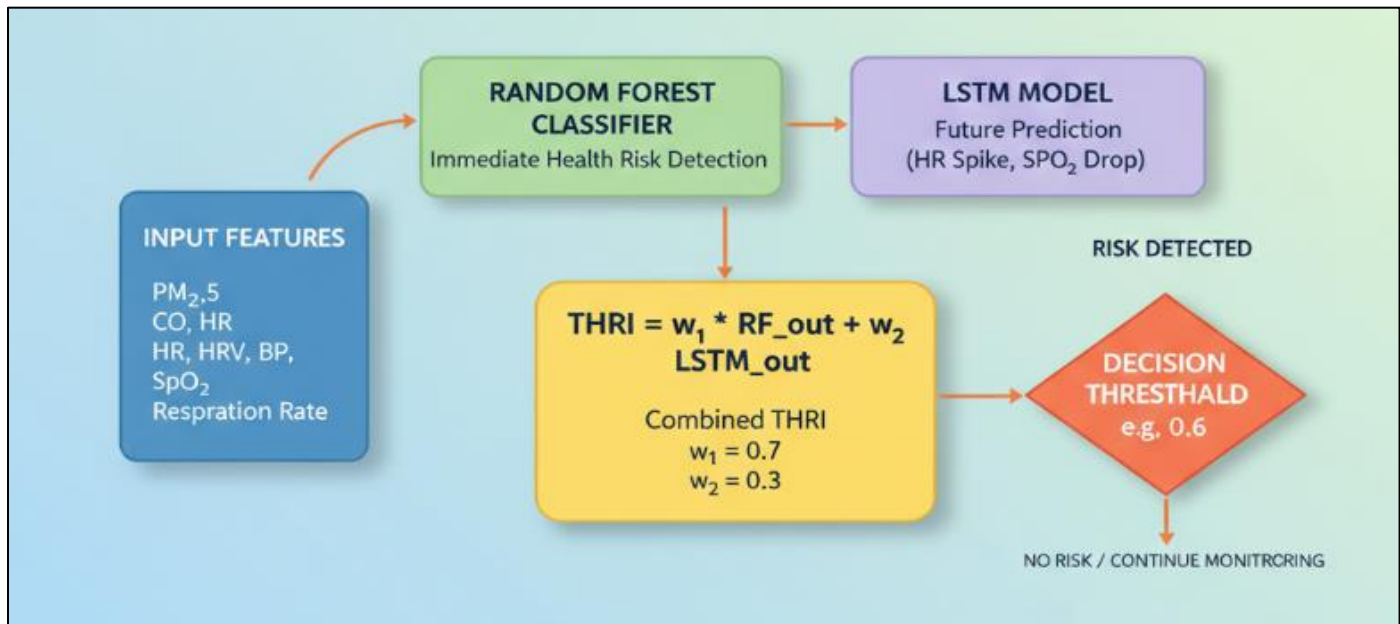 RANDOM FOREST
CLASSIFIER
Immediate Health Risk Detection
LSTM MODEL
Future Prediction
(HR Spike, SPO₂ Drop)
INPUT FEATURES
PM₂,5
CO, HR
HR, HRV, BP,
SpO₂
Respration Rate
THRI = w₁ * RF_out + w₂
LSTM_out
Combined THRI
w₁ = 0.7
w₂ = 0.3
RISK DETECTED
DECISION
THRESTHALD
e.g, 0.6
NO RISK / CONTINUE MONITRCRING